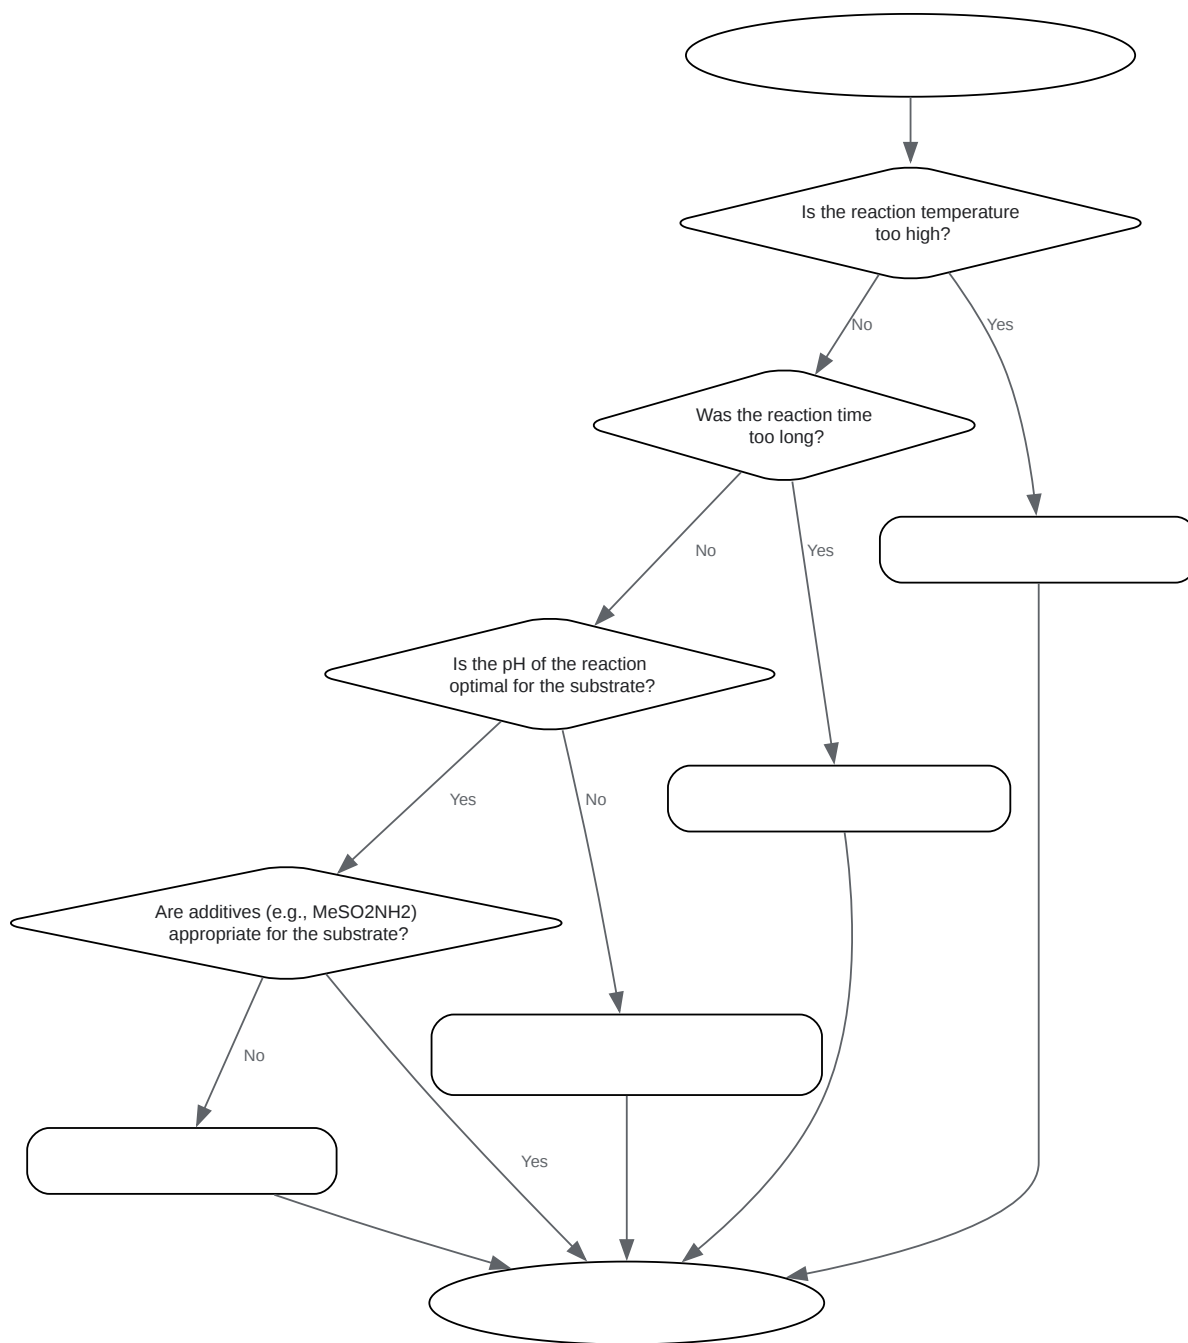 Is the reaction temperature
too high?
No
Yes
Was the reaction time
too long?
No
Yes
Is the pH of the reaction
optimal for the substrate?
Yes
No
Are additives (e.g., MeSO2NH2)
appropriate for the substrate?
No
Yes